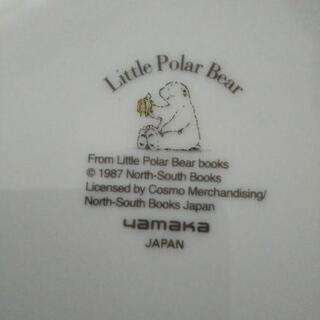 Little Polar Bear
From Little Polar Bear books
© 1987 North-South Books
Licensed by Cosmo Merchandising/
North-South Books Japan
yamaka
JAPAN